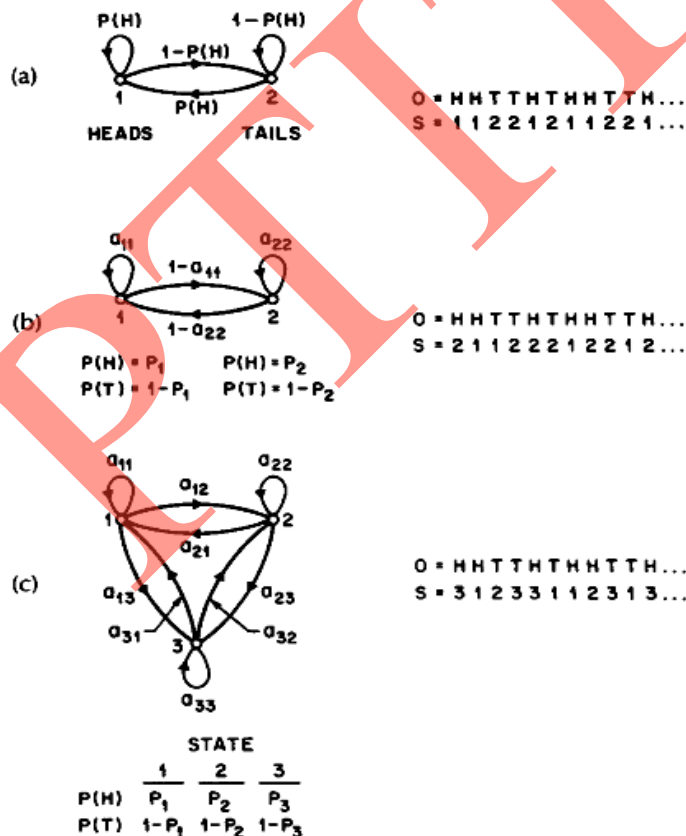 P(H) 1-P(H)
1-P(H)
(a)
1 2
P(H)
HEADS TAILS
O = H H T T H T H H T T H ...
S = 1 1 2 2 1 2 1 1 2 2 1 ...
a11 a22
1-a11
(b)
1 2
1-a22
P(H) = P1 P(H) = P2
P(T) = 1-P1 P(T) = 1-P2
O = H H T T H T H H T T H ...
S = 2 1 1 2 2 2 1 2 2 1 2 ...
a11 a22
a12
1 2
a21
(c)
a13 a23
a31 a32
3
a33
O = H H T T H T H H T T H ...
S = 3 1 2 3 3 1 1 2 3 1 3 ...
STATE
1 2 3
P(H) P1 P2 P3
P(T) 1-P1 1-P2 1-P3